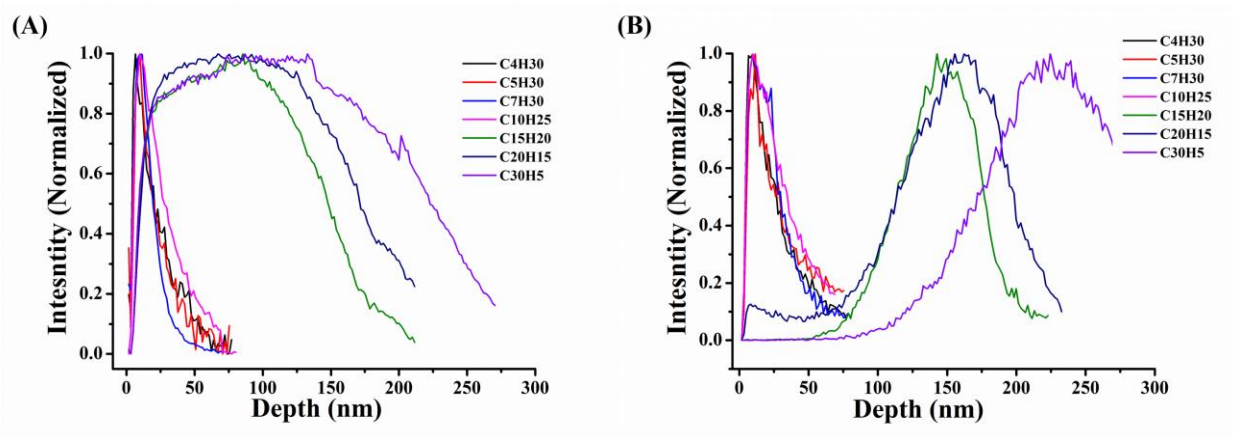 (A)
Intesntity (Normalized)
1.0
0.8
0.6
0.4
0.2
0.0
C4H30
C5H30
C7H30
C10H25
C15H20
C20H15
C30H5
0 50 100 150 200 250 300
Depth (nm)
(B)
Intesntity (Normalized)
1.0
0.8
0.6
0.4
0.2
0.0
C4H30
C5H30
C7H30
C10H25
C15H20
C20H15
C30H5
0 50 100 150 200 250 300
Depth (nm)